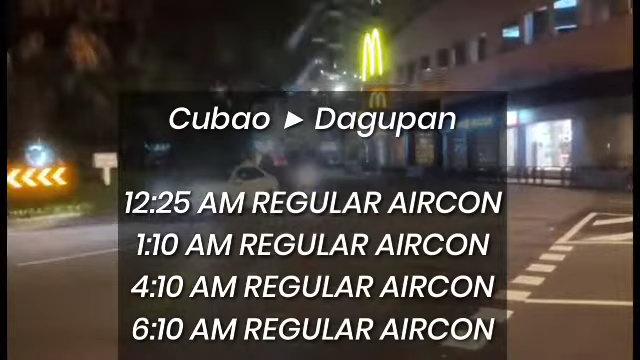 Cubao ► Dagupan
12:25 AM REGULAR AIRCON
1:10 AM REGULAR AIRCON
4:10 AM REGULAR AIRCON
6:10 AM REGULAR AIRCON